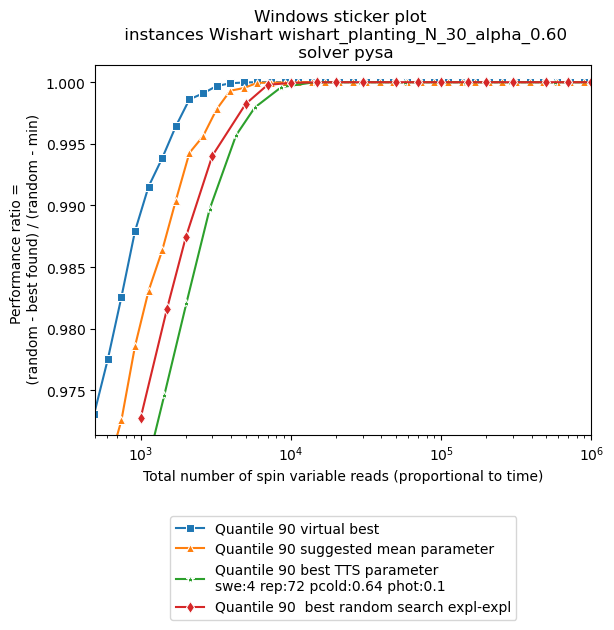 Windows sticker plot
instances Wishart wishart_planting_N_30_alpha_0.60
solver pysa
1.000
0.995
0.990
0.985
0.980
0.975
Performance ratio =
(random - best found) / (random - min)
10³
10⁴
10⁵
10⁶
Total number of spin variable reads (proportional to time)
Quantile 90 virtual best
Quantile 90 suggested mean parameter
Quantile 90 best TTS parameter
swe:4 rep:72 pcold:0.64 phot:0.1
Quantile 90  best random search expl-expl